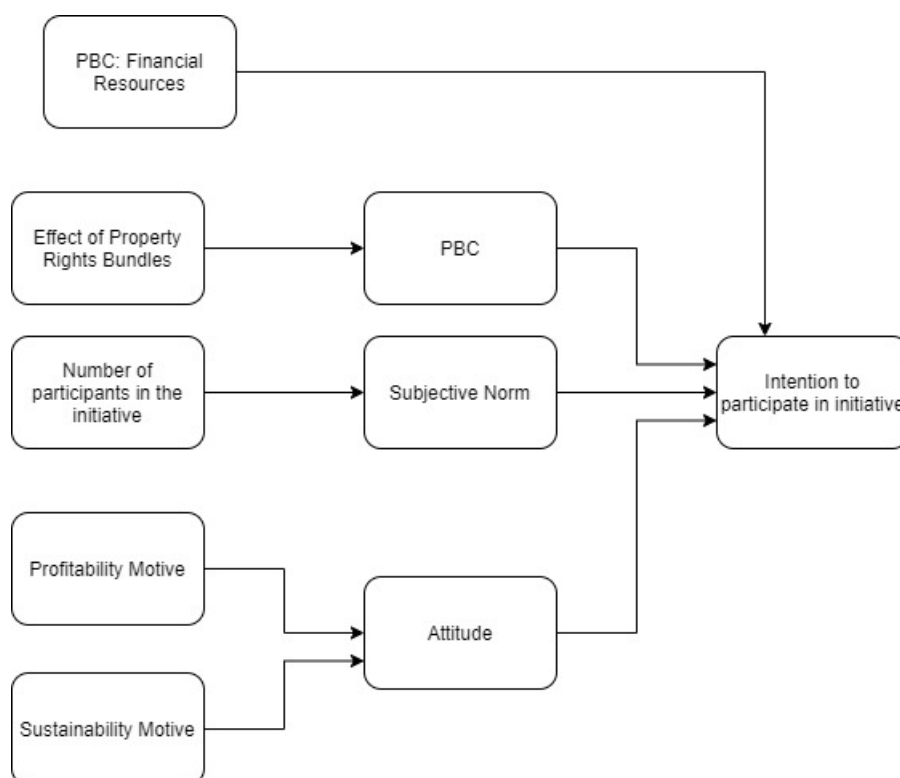 PBC: Financial
Resources
Effect of Property
Rights Bundles
PBC
Number of
participants in the
initiative
Subjective Norm
Intention to
participate in initiative
Profitability Motive
Attitude
Sustainability Motive